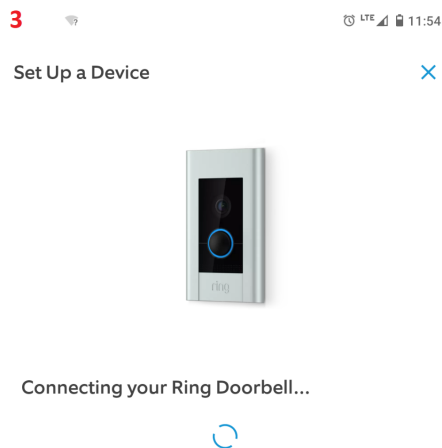 3 ? LTE 11:54
Set Up a Device
ring
Connecting your Ring Doorbell...